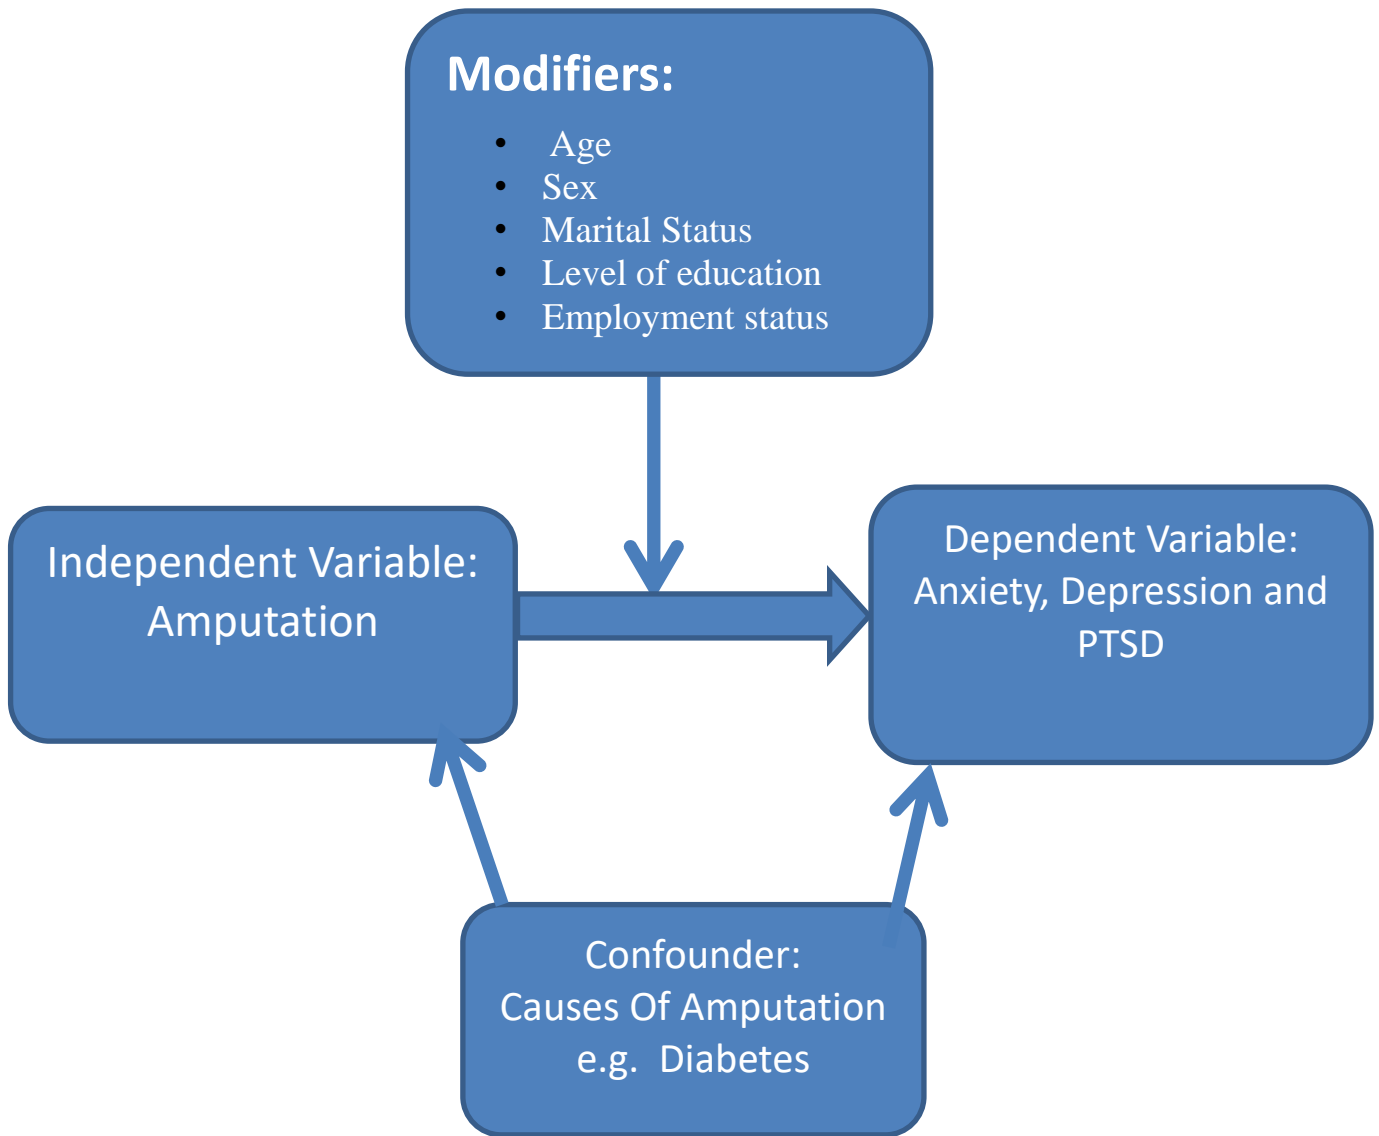 Modifiers:
• Age
• Sex
• Marital Status
• Level of education
• Employment status
Independent Variable:
Amputation
Dependent Variable:
Anxiety, Depression and
PTSD
Confounder:
Causes Of Amputation
e.g. Diabetes